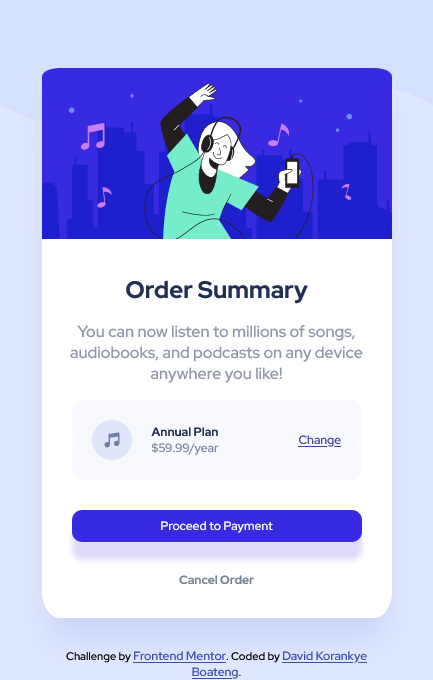 Order Summary
You can now listen to millions of songs,
audiobooks, and podcasts on any device
anywhere you like!
Annual Plan
$59.99/year
Change
Proceed to Payment
Cancel Order
Challenge by Frontend Mentor. Coded by David Korankye
Boateng.